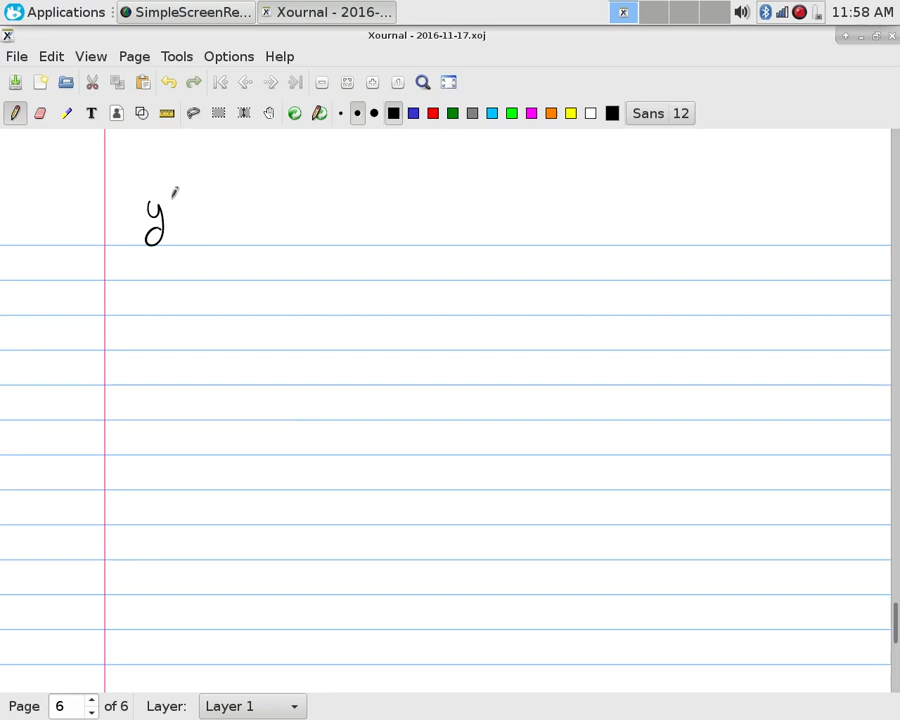 Applications
SimpleScreenRe...
Xournal - 2016-...
11:58 AM
Xournal - 2016-11-17.xoj
File Edit View Page Tools Options Help
T
Sans 12
y
Page 6 of 6 Layer: Layer 1